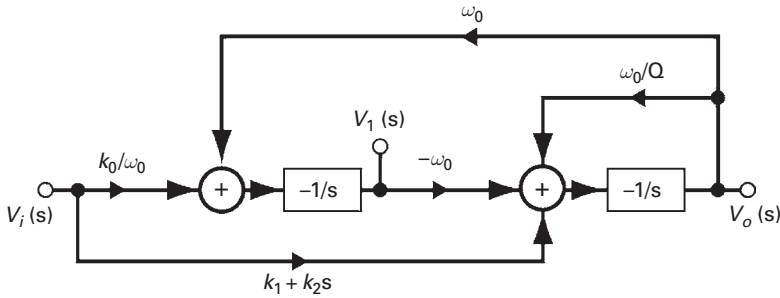 ω₀
ω₀/Q
V₁ (s)
k₀/ω₀
+
–1/s
–ω₀
+
–1/s
Vᵢ (s)
Vₒ (s)
k₁ + k₂s